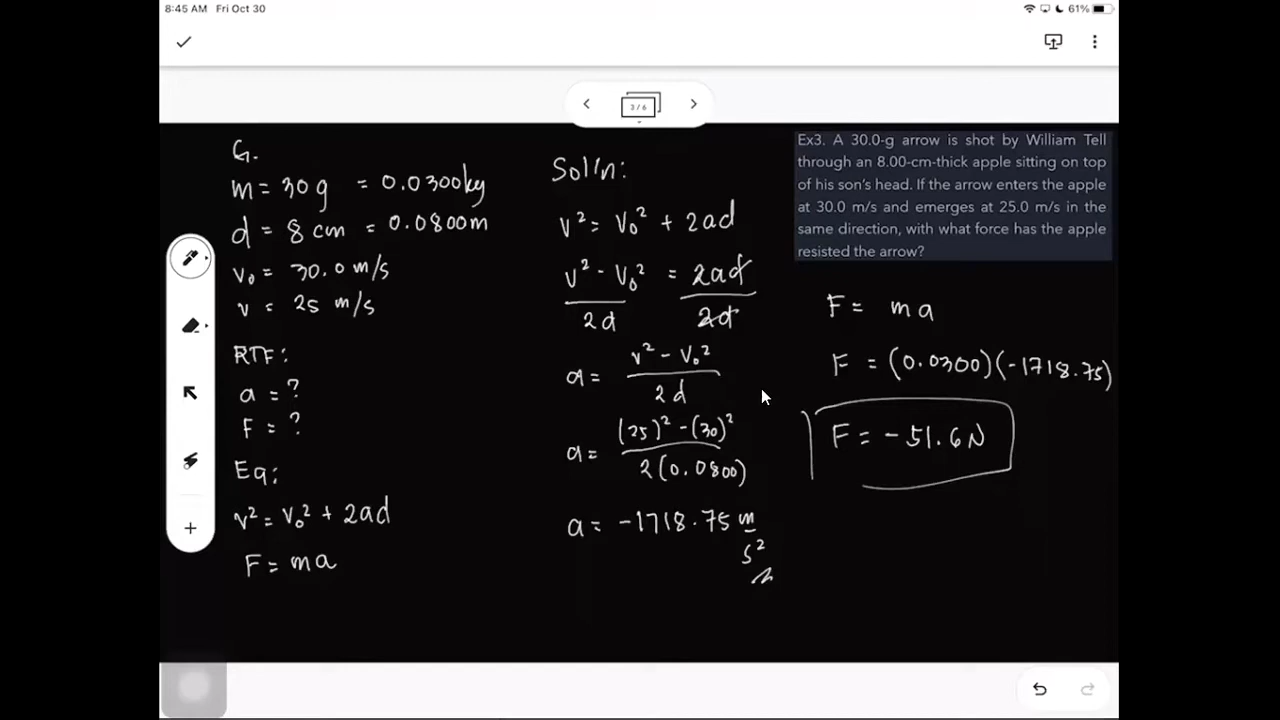 8:45 AM Fri Oct 30
61%
3 / 6
G.
m = 30 g = 0.0300kg
d = 8 cm = 0.0800m
v₀ = 30.0 m/s
v = 25 m/s
RTF:
a = ?
F = ?
Eq:
v² = v₀² + 2ad
F = ma
Sol'n:
v² = v₀² + 2ad
v² - v₀² = 2ad
2d 2d
a = v² - v₀²
2d
a = (25)² - (30)²
2(0.0800)
a = -1718.75 m
s²
Ex3. A 30.0-g arrow is shot by William Tell
through an 8.00-cm-thick apple sitting on top
of his son's head. If the arrow enters the apple
at 30.0 m/s and emerges at 25.0 m/s in the
same direction, with what force has the apple
resisted the arrow?
F = ma
F = (0.0300)(-1718.75)
F = -51.6N